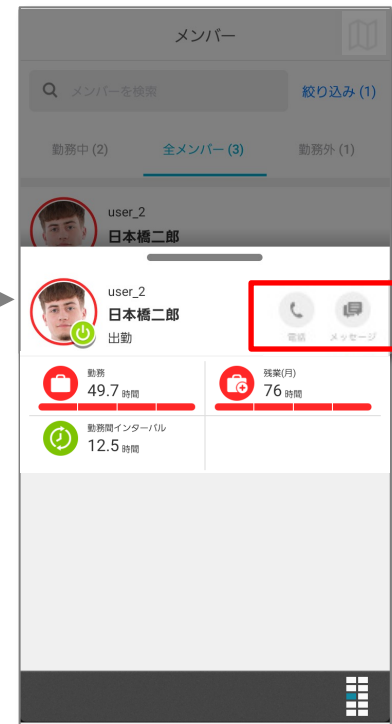 メンバー
メンバーを検索
絞り込み (1)
勤務中 (2)
全メンバー (3)
勤務外 (1)
user_2
日本橋二郎
user_2
日本橋二郎
出勤
電話
メッセージ
勤務
49.7 時間
残業(月)
76 時間
勤務間インターバル
12.5 時間